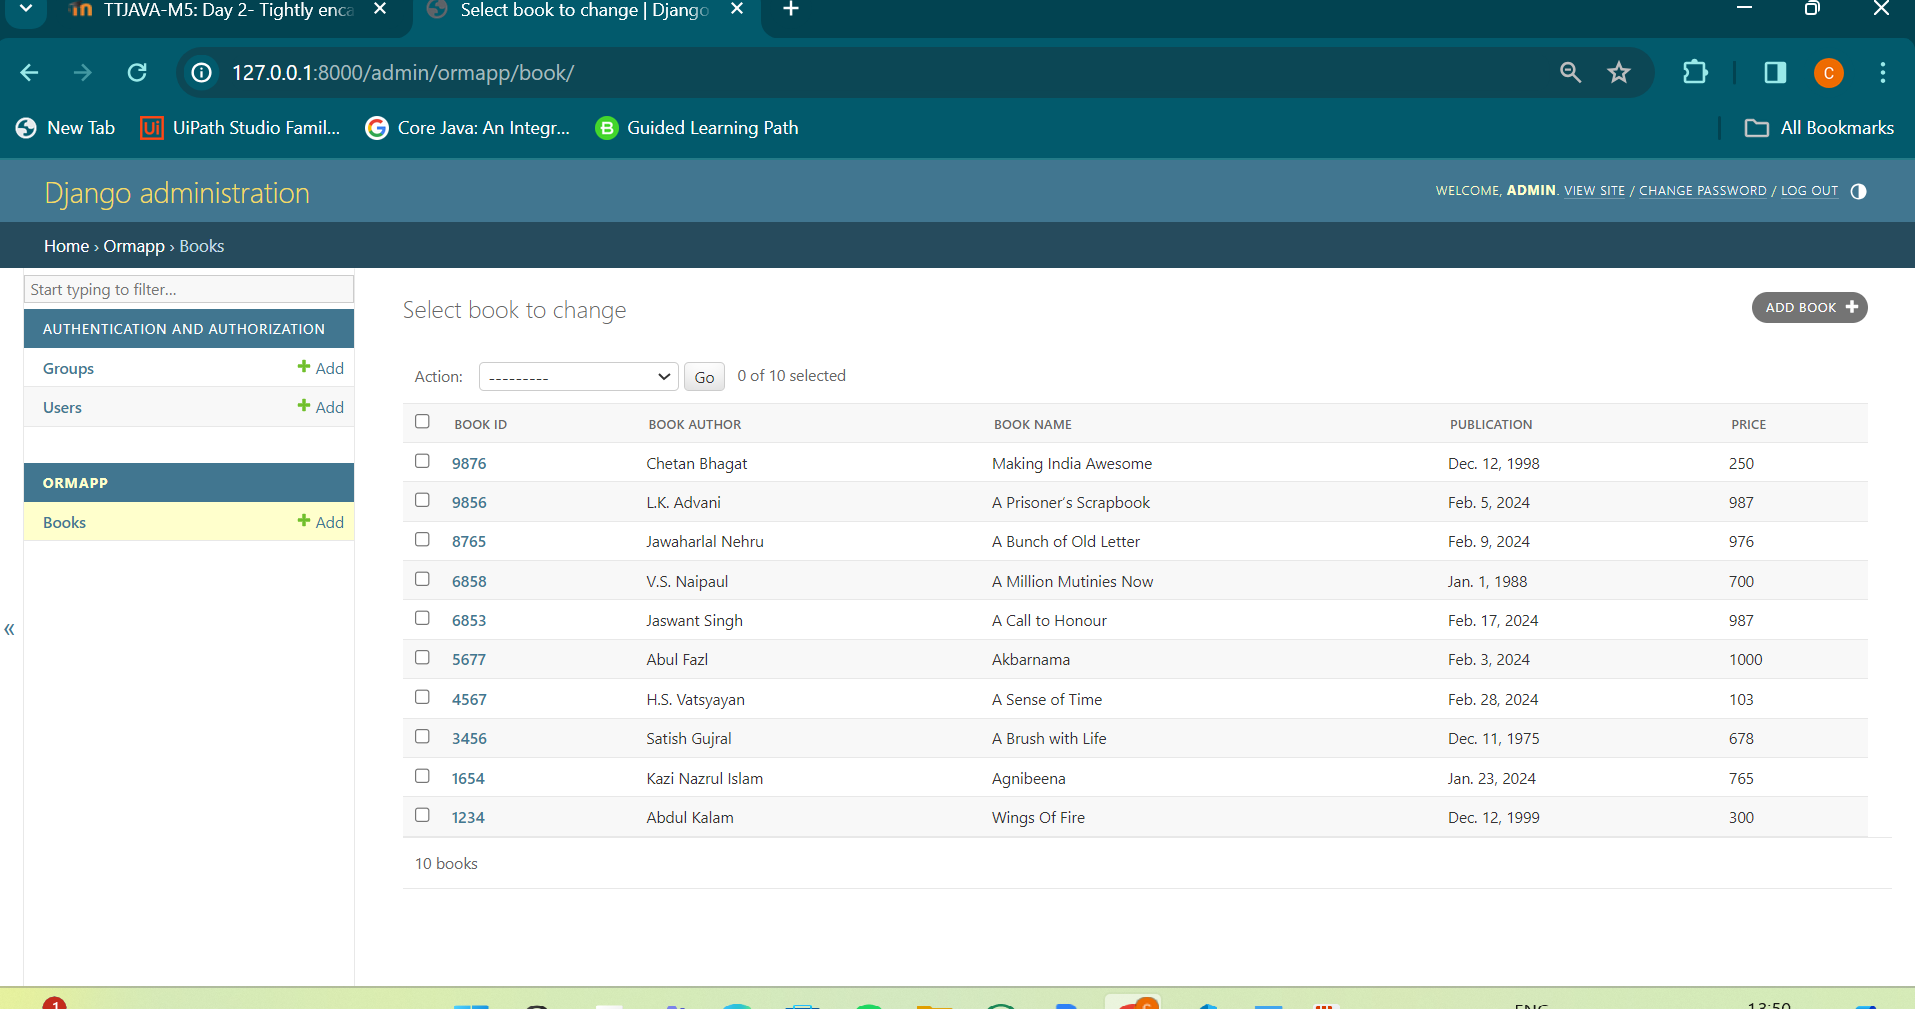 TTJAVA-M5: Day 2- Tightly enca
Select book to change | Django
127.0.0.1:8000/admin/ormapp/book/
C
New Tab
UiPath Studio Famil...
Core Java: An Integr...
Guided Learning Path
All Bookmarks
Django administration
WELCOME, ADMIN. VIEW SITE / CHANGE PASSWORD / LOG OUT
Home › Ormapp › Books
Start typing to filter...
AUTHENTICATION AND AUTHORIZATION
Groups + Add
Users + Add
ORMAPP
Books + Add
«
Select book to change
ADD BOOK +
Action: --------- Go 0 of 10 selected
BOOK ID BOOK AUTHOR BOOK NAME PUBLICATION PRICE
9876 Chetan Bhagat Making India Awesome Dec. 12, 1998 250
9856 L.K. Advani A Prisoner's Scrapbook Feb. 5, 2024 987
8765 Jawaharlal Nehru A Bunch of Old Letter Feb. 9, 2024 976
6858 V.S. Naipaul A Million Mutinies Now Jan. 1, 1988 700
6853 Jaswant Singh A Call to Honour Feb. 17, 2024 987
5677 Abul Fazl Akbarnama Feb. 3, 2024 1000
4567 H.S. Vatsyayan A Sense of Time Feb. 28, 2024 103
3456 Satish Gujral A Brush with Life Dec. 11, 1975 678
1654 Kazi Nazrul Islam Agnibeena Jan. 23, 2024 765
1234 Abdul Kalam Wings Of Fire Dec. 12, 1999 300
10 books
1
ENG
13:50